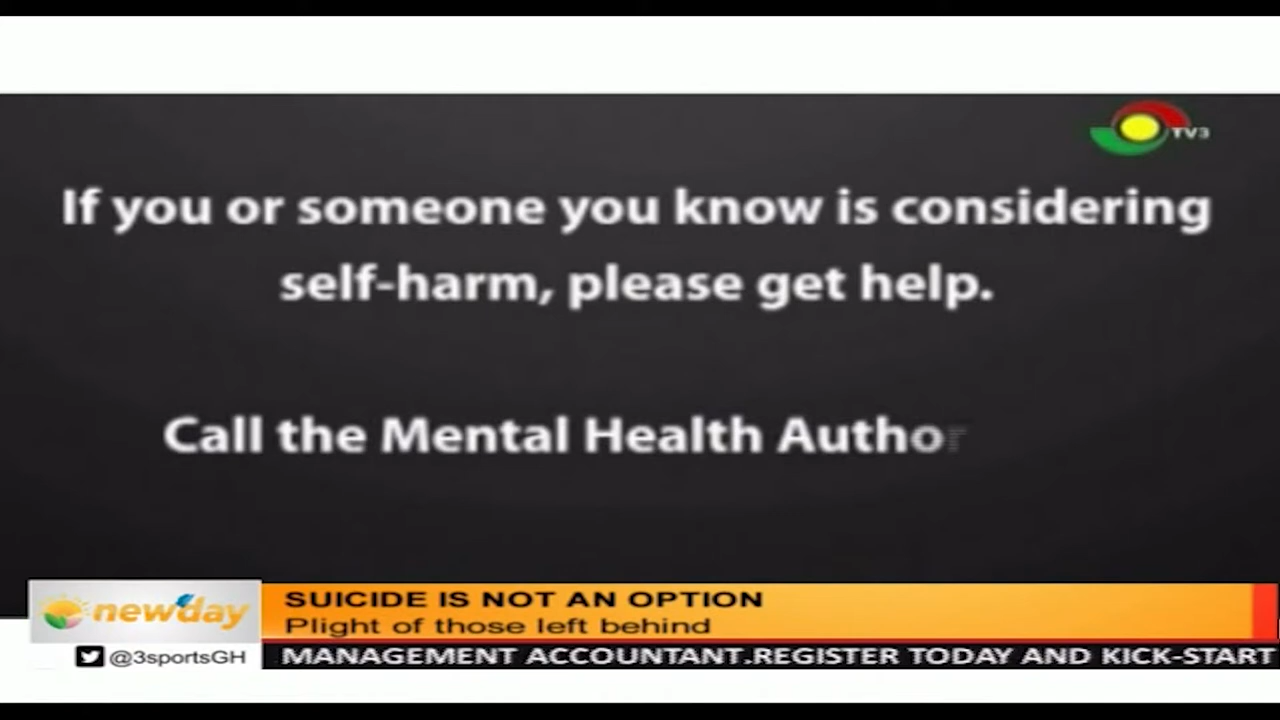 TV3
If you or someone you know is considering
self-harm, please get help.
Call the Mental Health Author
newday
SUICIDE IS NOT AN OPTION
Plight of those left behind
@3sportsGH
MANAGEMENT ACCOUNTANT.REGISTER TODAY AND KICK-START